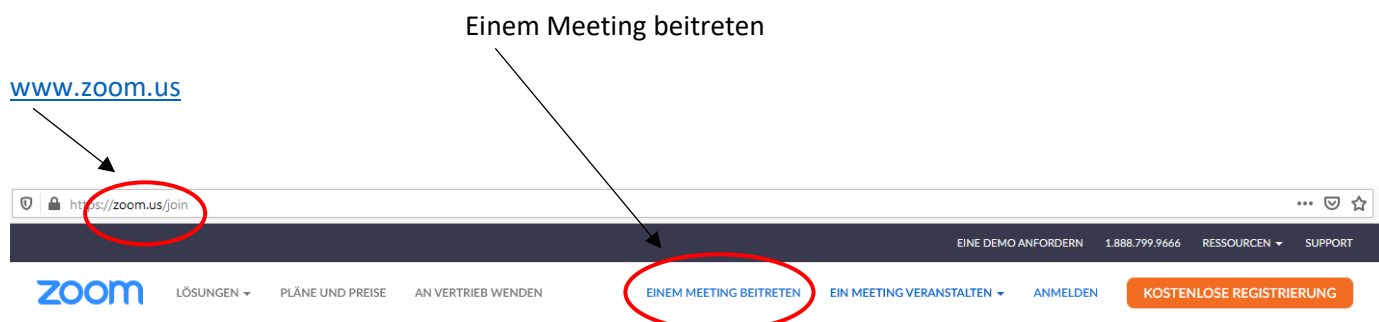 Einem Meeting beitreten
www.zoom.us
https://zoom.us/join
EINE DEMO ANFORDERN 1.888.799.9666 RESSOURCEN SUPPORT
zoom LÖSUNGEN PLÄNE UND PREISE AN VERTRIEB WENDEN EINEM MEETING BEITRETEN EIN MEETING VERANSTALTEN ANMELDEN KOSTENLOSE REGISTRIERUNG